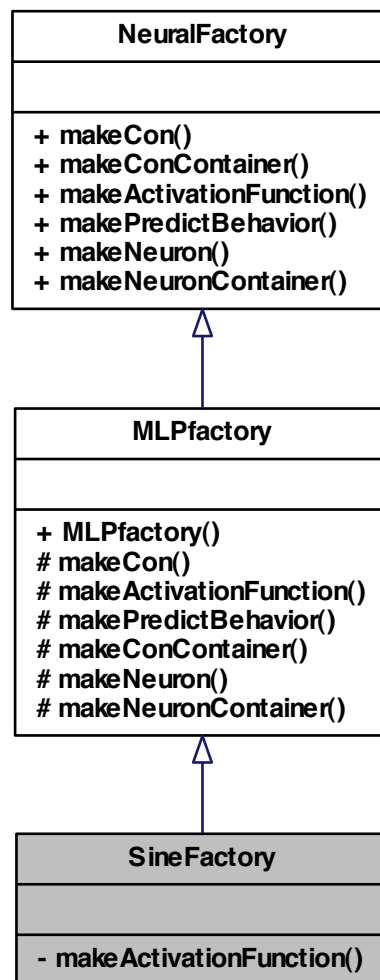 NeuralFactory
+ makeCon()
+ makeConContainer()
+ makeActivationFunction()
+ makePredictBehavior()
+ makeNeuron()
+ makeNeuronContainer()
MLPfactory
+ MLPfactory()
# makeCon()
# makeActivationFunction()
# makePredictBehavior()
# makeConContainer()
# makeNeuron()
# makeNeuronContainer()
SineFactory
- makeActivationFunction()